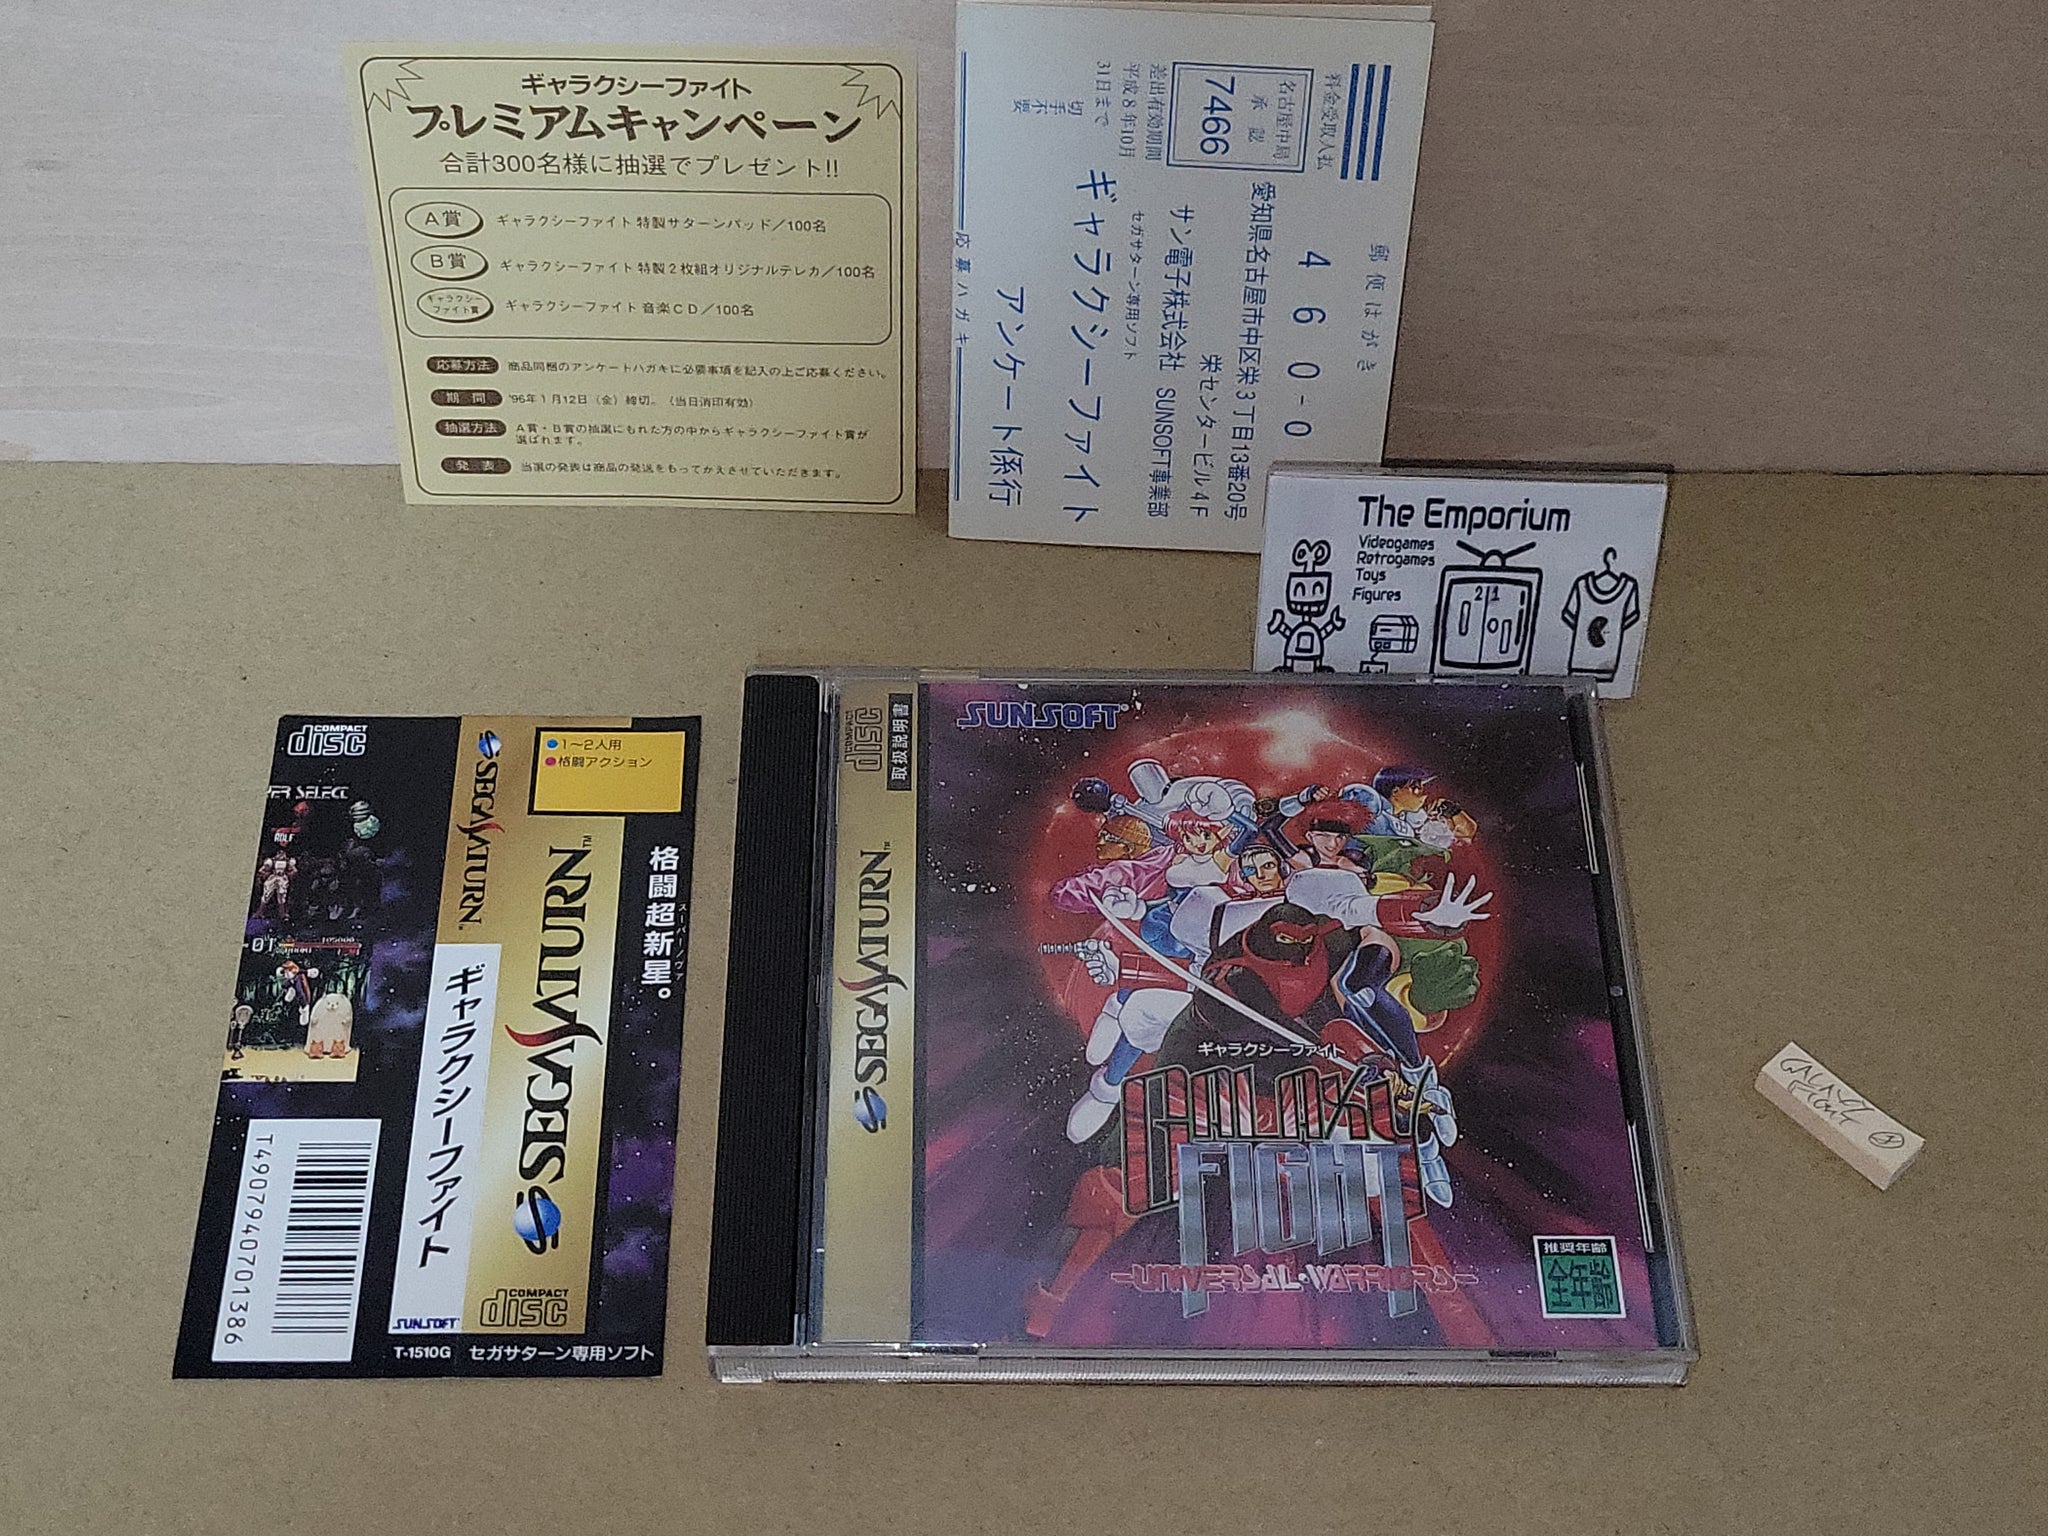 ギャラクシーファイト
プレミアムキャンペーン
合計300名様に抽選でプレゼント!!
A賞 ギャラクシーファイト 特製サターンパッド／100名
B賞 ギャラクシーファイト 特製2枚組オリジナルテレカ／100名
ギャラクシーファイト賞 ギャラクシーファイト 音楽CD／100名
応募方法 商品同梱のアンケートハガキに必要事項を記入の上ご応募ください。
期間 '96年1月12日（金）締切。（当日消印有効）
抽選方法 A賞・B賞の抽選にもれた方の中からギャラクシーファイト賞が
選ばれます。
発表 当選の発表は商品の発送をもってかえさせていただきます。
郵便はがき
460-0
料金受取人払
名古屋中局
承認
7466
差出有効期間
平成8年10月
31日まで
切手不要
愛知県名古屋市中区栄3丁目13番20号
栄センタービル4F
サン電子株式会社 SUNSOFT事業部
セガサターン専用ソフト
ギャラクシーファイト
アンケート係行
応募ハガキ
The Emporium
Videogames
Retrogames
Toys
Figures
21
COMPACT
disc
YER SELECT
SEGA SATURN™
●1〜2人用
●格闘アクション
格闘超新星。
スーパーノヴァ
SEGA SATURN™
ギャラクシーファイト
T4907940701386
SUNSOFT
COMPACT
disc
T-1510G
セガサターン専用ソフト
COMPACT
disc
取扱説明書
SEGA SATURN™
SUNSOFT®
ギャラクシーファイト
GALAXY
FIGHT
-UNIVERSAL・WARRIORS-
推奨年齢
全年齢
GALAXY
FIGHT